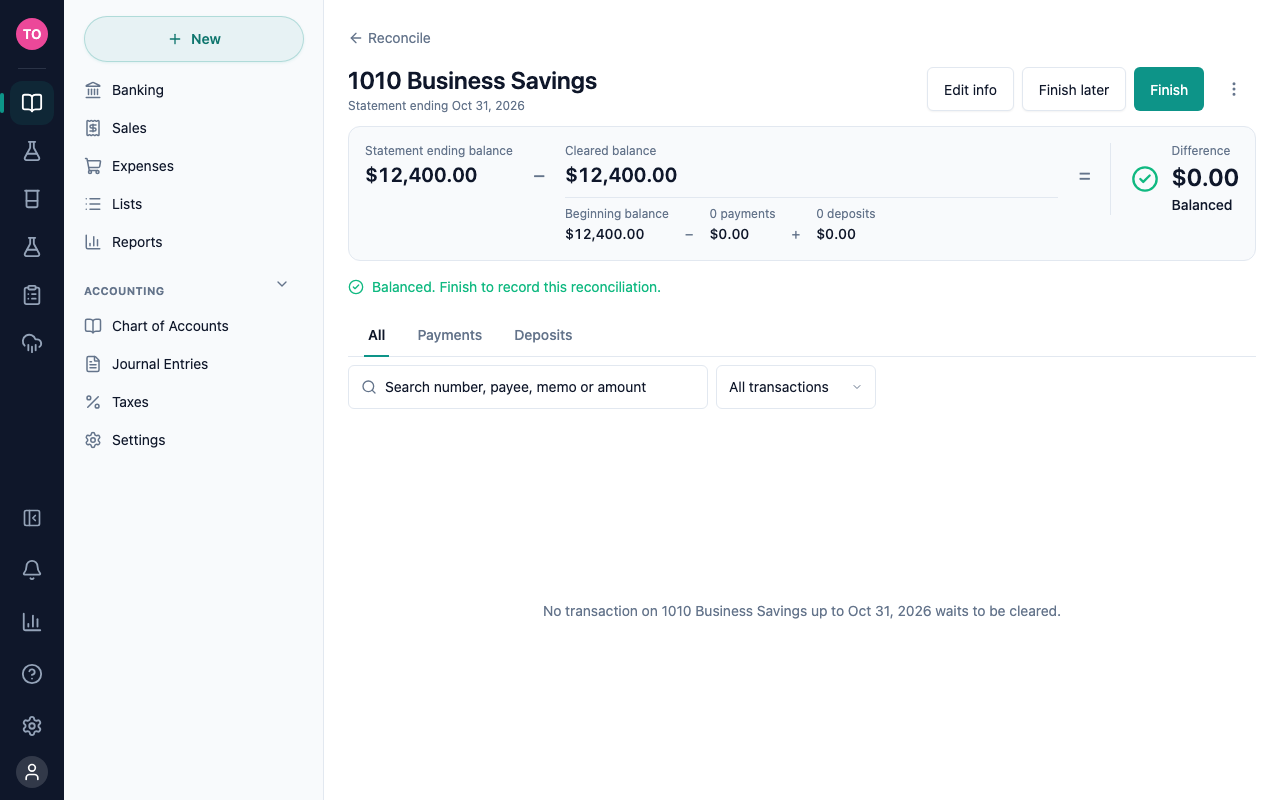 TO
New
Banking
Sales
Expenses
Lists
Reports
ACCOUNTING
Chart of Accounts
Journal Entries
Taxes
Settings
Reconcile
1010 Business Savings
Statement ending Oct 31, 2026
Edit info
Finish later
Finish
Statement ending balance
$12,400.00
–
Cleared balance
$12,400.00
Beginning balance
$12,400.00
–
0 payments
$0.00
+
0 deposits
$0.00
=
Difference
$0.00
Balanced
Balanced. Finish to record this reconciliation.
All Payments Deposits
Search number, payee, memo or amount
All transactions
No transaction on 1010 Business Savings up to Oct 31, 2026 waits to be cleared.